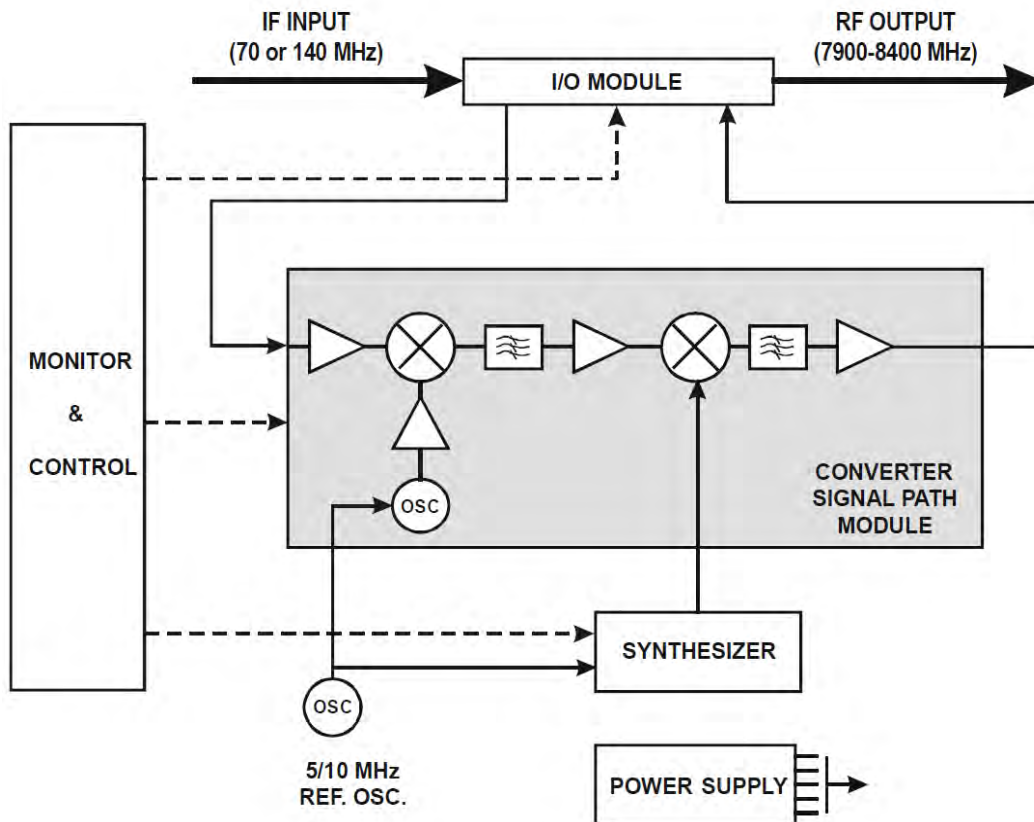 IF INPUT
(70 or 140 MHz)
RF OUTPUT
(7900-8400 MHz)
I/O MODULE
MONITOR
&
CONTROL
OSC
CONVERTER
SIGNAL PATH
MODULE
SYNTHESIZER
OSC
5/10 MHz
REF. OSC.
POWER SUPPLY